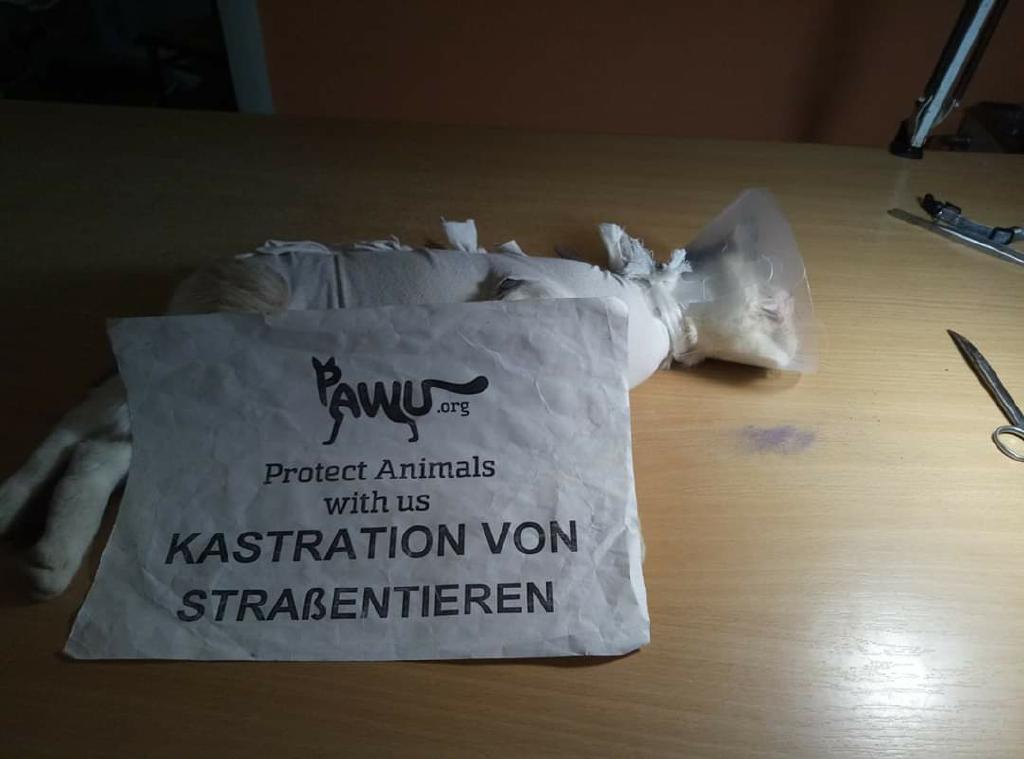 PAWU.org
Protect Animals
with us
KASTRATION VON
STRAßENTIEREN